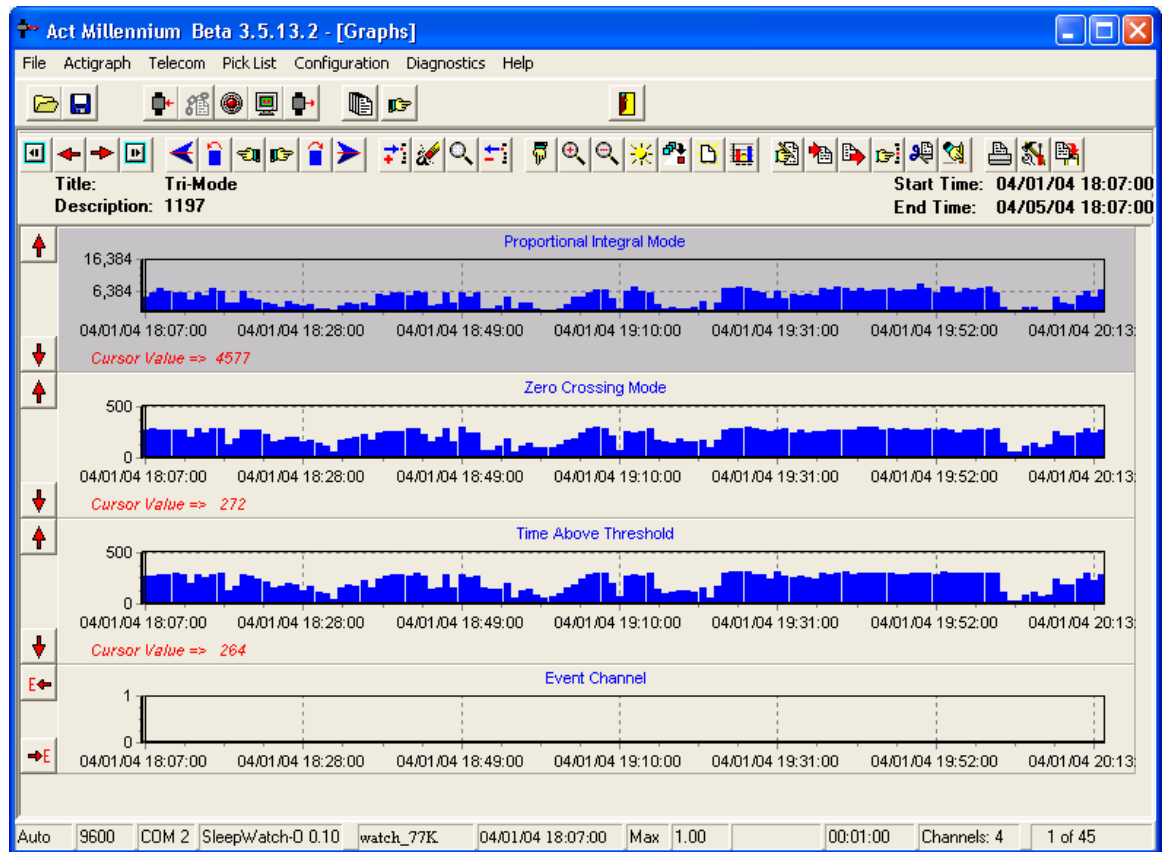 Act Millennium Beta 3.5.13.2 - [Graphs]
File Actigraph Telecom Pick List Configuration Diagnostics Help
Title: Tri-Mode
Start Time: 04/01/04 18:07:00
Description: 1197
End Time: 04/05/04 18:07:00
Proportional Integral Mode
16,384
6,384
04/01/04 18:07:00 04/01/04 18:28:00 04/01/04 18:49:00 04/01/04 19:10:00 04/01/04 19:31:00 04/01/04 19:52:00 04/01/04 20:13:
Cursor Value => 4577
Zero Crossing Mode
500
0
04/01/04 18:07:00 04/01/04 18:28:00 04/01/04 18:49:00 04/01/04 19:10:00 04/01/04 19:31:00 04/01/04 19:52:00 04/01/04 20:13:
Cursor Value => 272
Time Above Threshold
500
0
04/01/04 18:07:00 04/01/04 18:28:00 04/01/04 18:49:00 04/01/04 19:10:00 04/01/04 19:31:00 04/01/04 19:52:00 04/01/04 20:13:
Cursor Value => 264
E
Event Channel
1
0
E
04/01/04 18:07:00 04/01/04 18:28:00 04/01/04 18:49:00 04/01/04 19:10:00 04/01/04 19:31:00 04/01/04 19:52:00 04/01/04 20:13:
Auto 9600 COM 2 SleepWatch-O 0.10 watch_77K 04/01/04 18:07:00 Max 1.00 00:01:00 Channels: 4 1 of 45